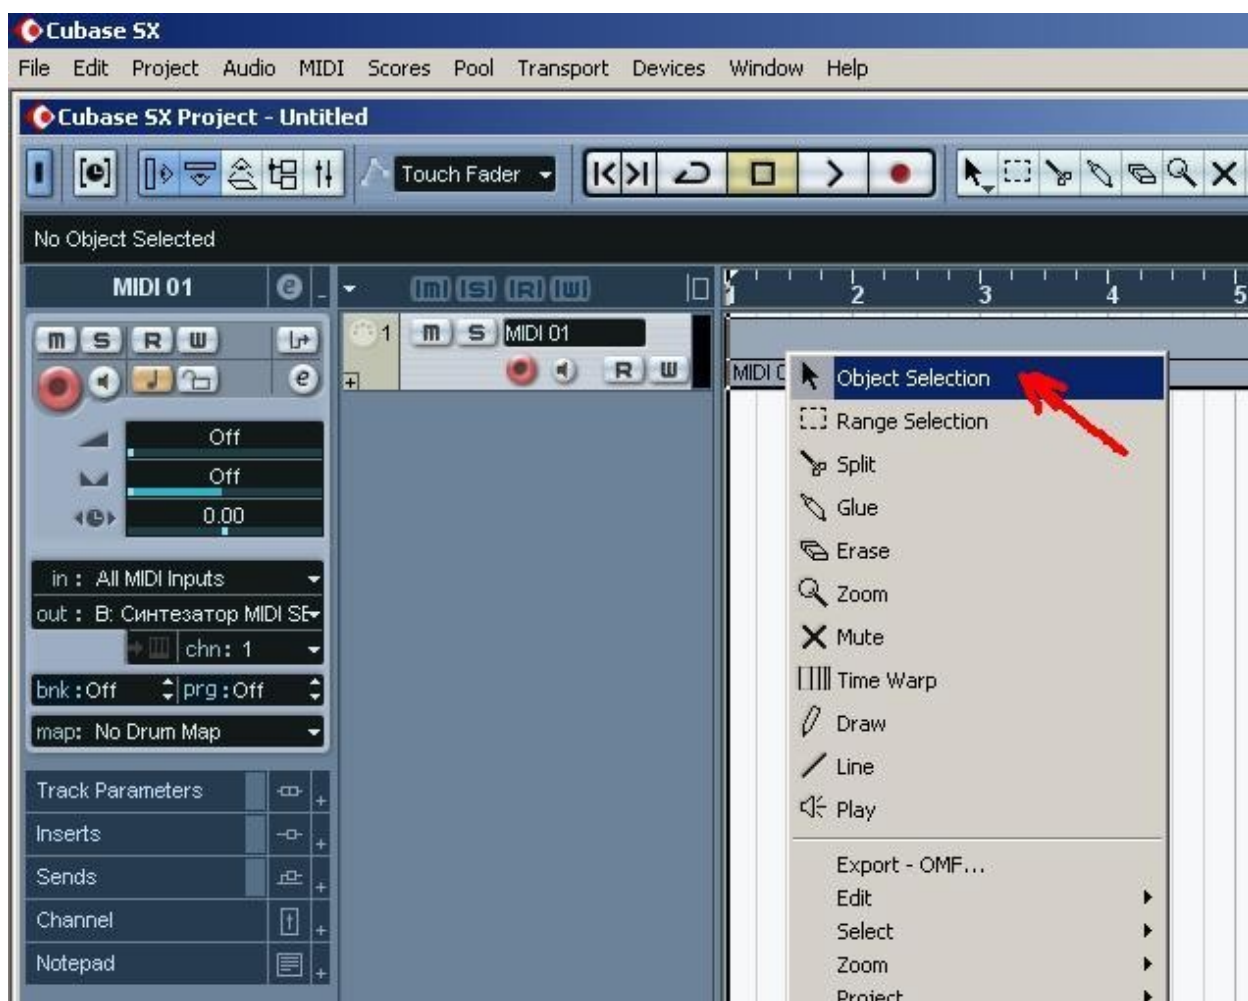 Cubase SX
File Edit Project Audio MIDI Scores Pool Transport Devices Window Help
Cubase SX Project - Untitled
Touch Fader
No Object Selected
MIDI 01
m S R W
1 2 3 4 5
1 m S MIDI 01
R W
m S R W
MIDI
Object Selection
Range Selection
Split
Glue
Erase
Zoom
Mute
Time Warp
Draw
Line
Play
Export - OMF...
Edit
Select
Zoom
Project
Off
Off
0.00
in : All MIDI Inputs
out : B: Синтезатор MIDI
chn : 1
bnk : Off prg : Off
map: No Drum Map
Track Parameters
Inserts
Sends
Channel
Notepad